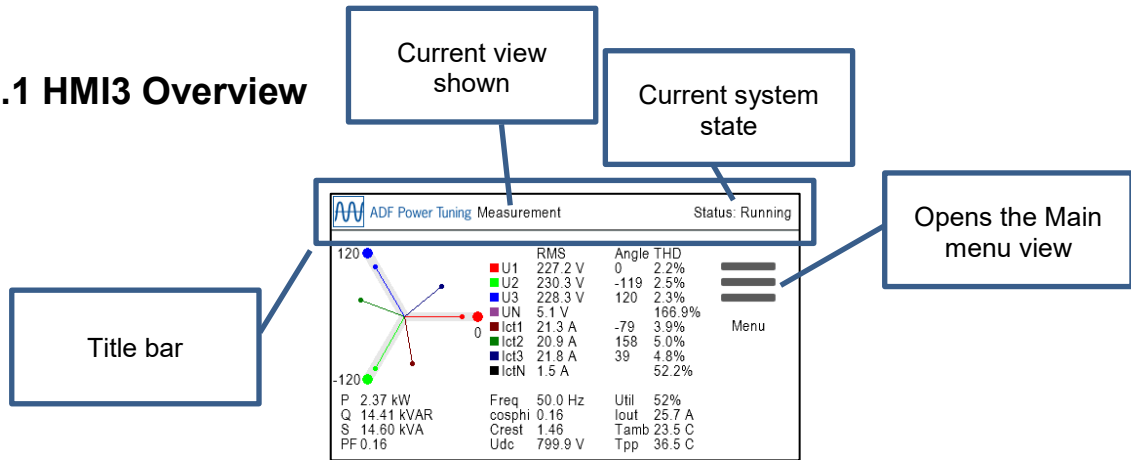 .1 HMI3 Overview
Current view
shown
Current system
state
Opens the Main
menu view
Title bar
ADF Power Tuning Measurement Status: Running
120
0
-120
RMS Angle THD
U1 227.2 V 0 2.2%
U2 230.3 V -119 2.5%
U3 228.3 V 120 2.3%
UN 5.1 V 166.9%
Ict1 21.3 A -79 3.9%
Ict2 20.9 A 158 5.0%
Ict3 21.8 A 39 4.8%
IctN 1.5 A 52.2%
Menu
P 2.37 kW Freq 50.0 Hz Util 52%
Q 14.41 kVAR cosphi 0.16 Iout 25.7 A
S 14.60 kVA Crest 1.46 Tamb 23.5 C
PF 0.16 Udc 799.9 V Tpp 36.5 C